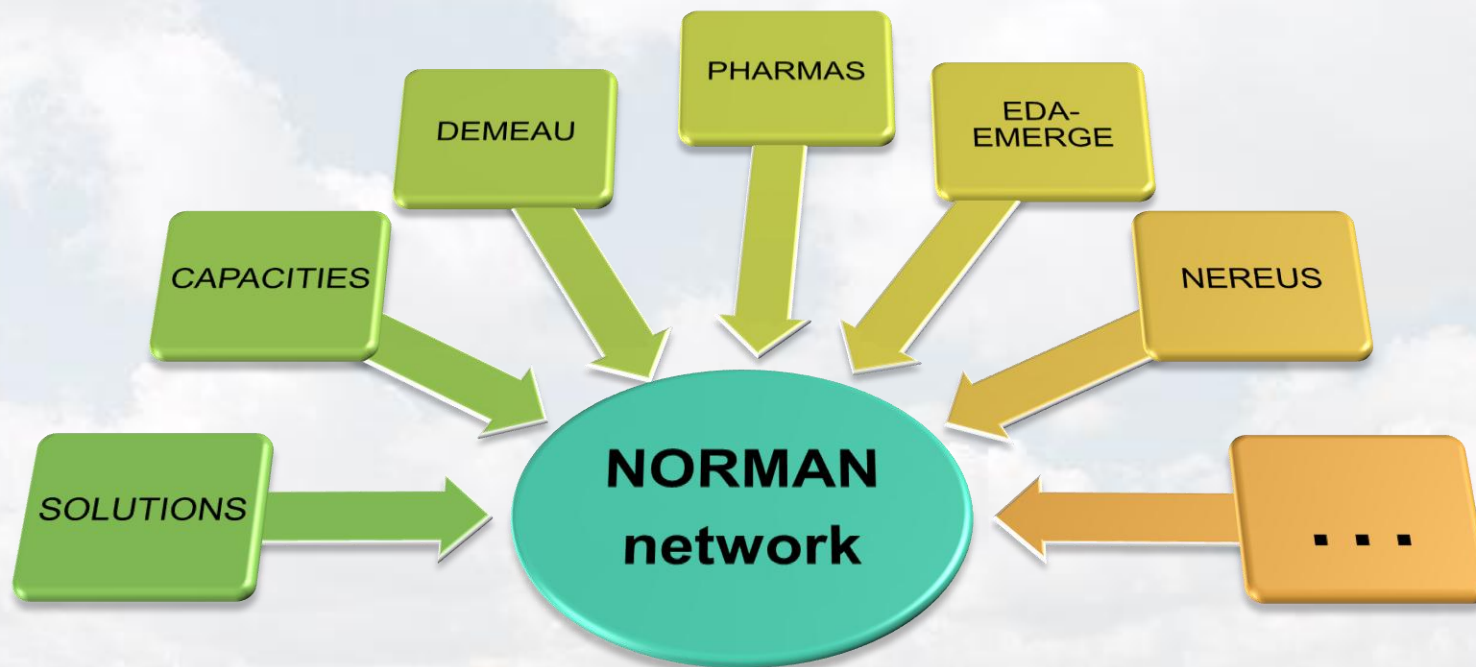 PHARMAS
DEMEAU
EDA-
EMERGE
CAPACITIES
NEREUS
SOLUTIONS
NORMAN
network
...